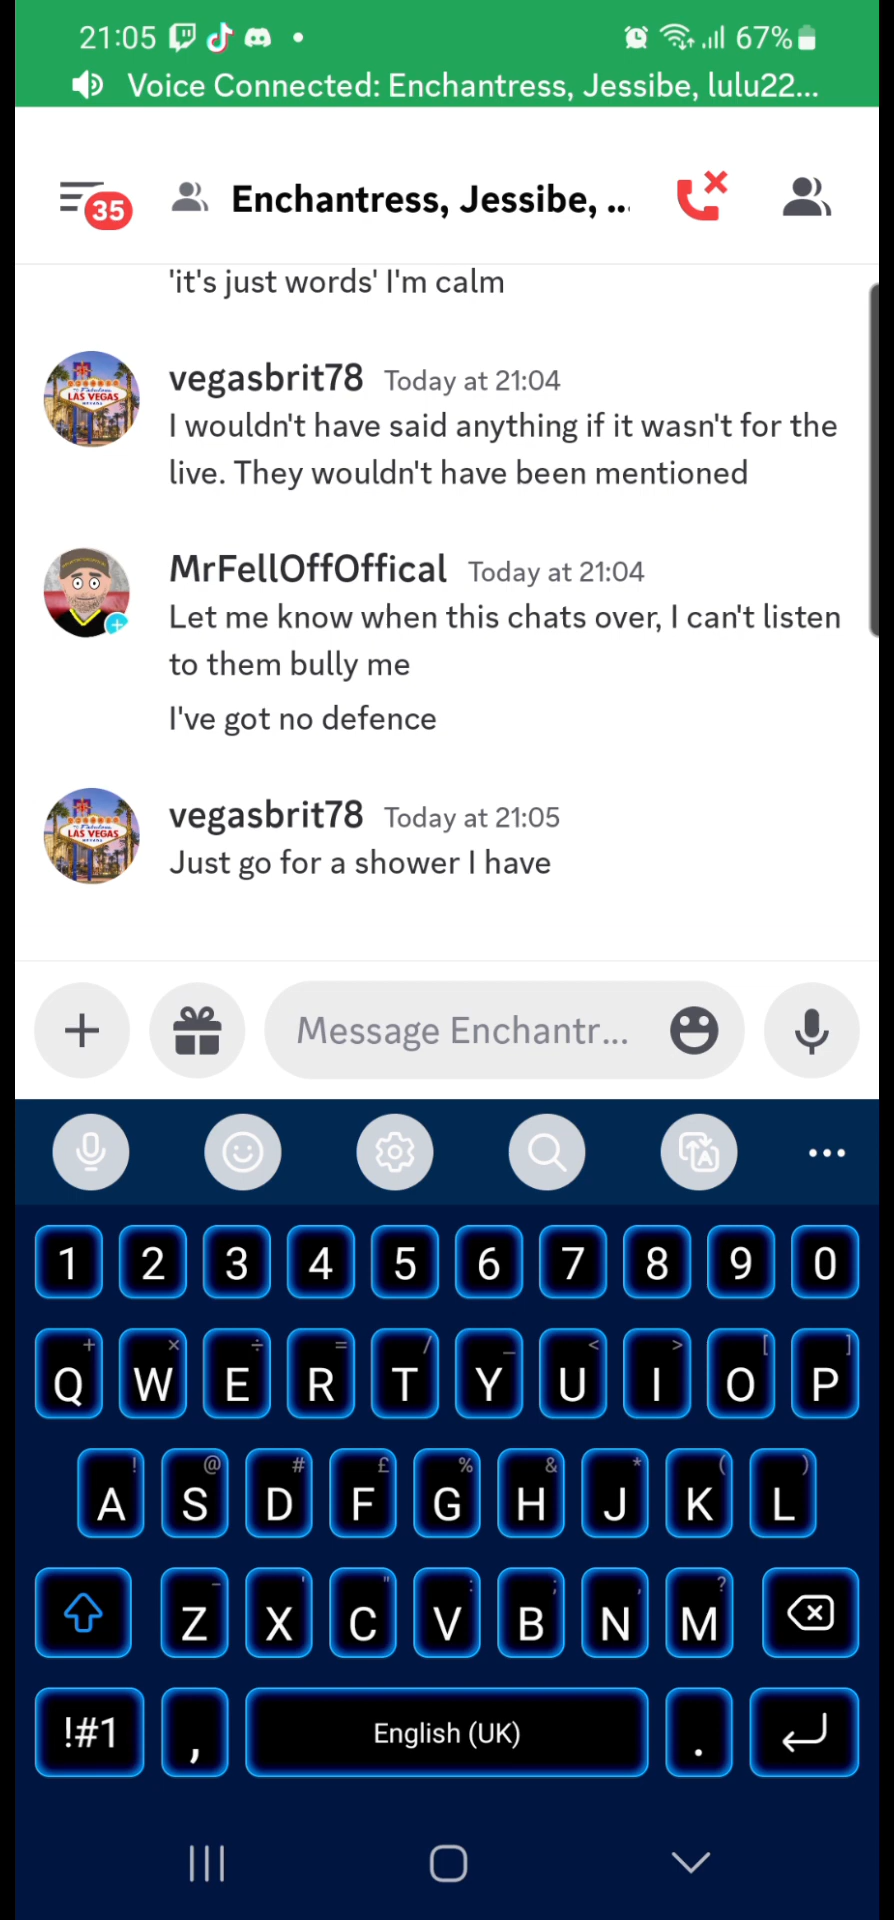 21:05 67%
Voice Connected: Enchantress, Jessibe, lulu22...
35 Enchantress, Jessibe, ...
'it's just words' I'm calm
vegasbrit78 Today at 21:04
I wouldn't have said anything if it wasn't for the
live. They wouldn't have been mentioned
MrFellOffOffical Today at 21:04
Let me know when this chats over, I can't listen
to them bully me
I've got no defence
vegasbrit78 Today at 21:05
Just go for a shower I have
Message Enchantr...
1 2 3 4 5 6 7 8 9 0
+ × ÷ = / _ < > [ ]
Q W E R T Y U I O P
! @ # £ % & * ( )
A S D F G H J K L
- ' " : ; , ?
Z X C V B N M
!#1 , English (UK) .